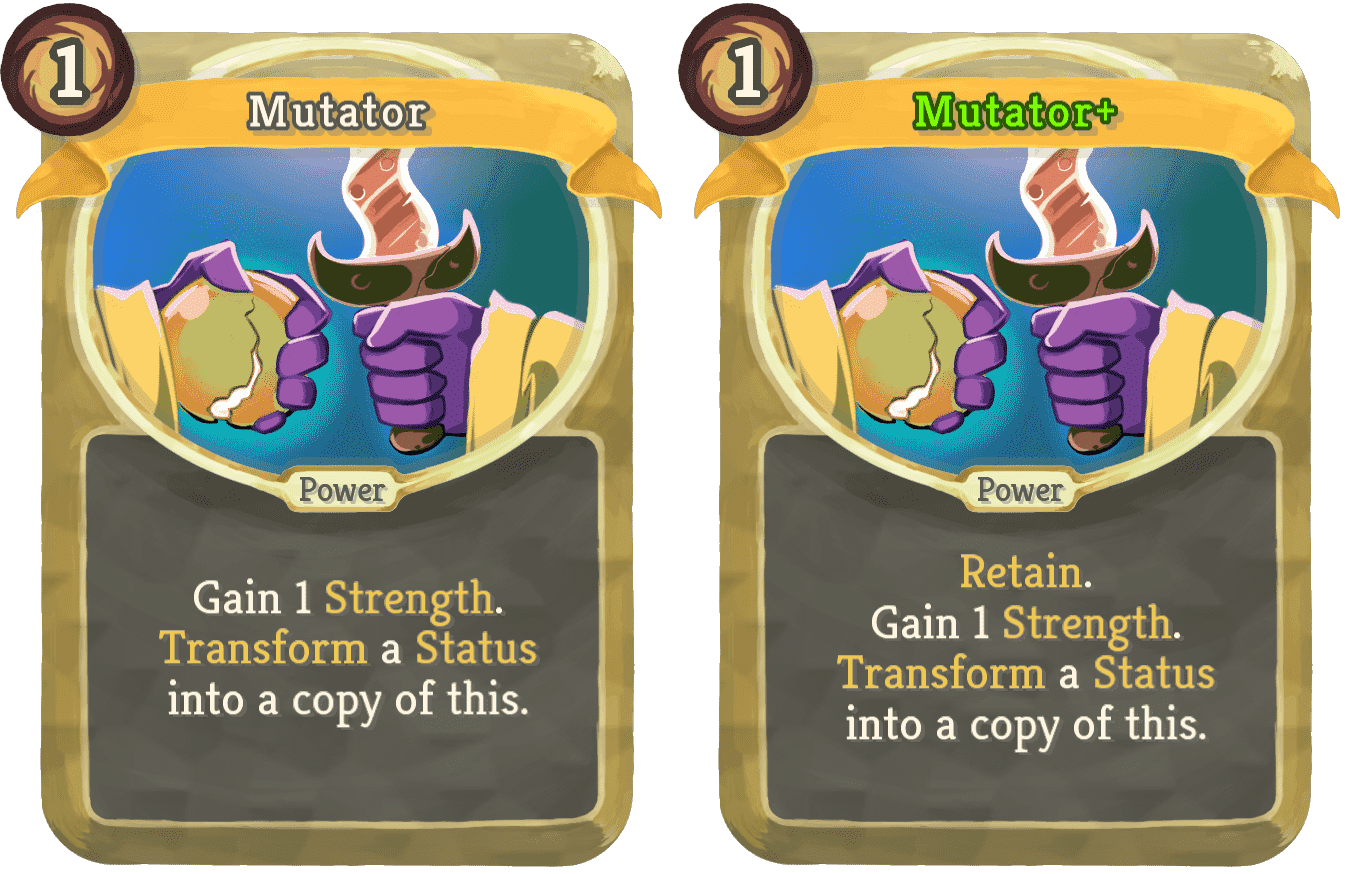 1
Mutator
Power
Gain 1 Strength.
Transform a Status
into a copy of this.
1
Mutator+
Power
Retain.
Gain 1 Strength.
Transform a Status
into a copy of this.